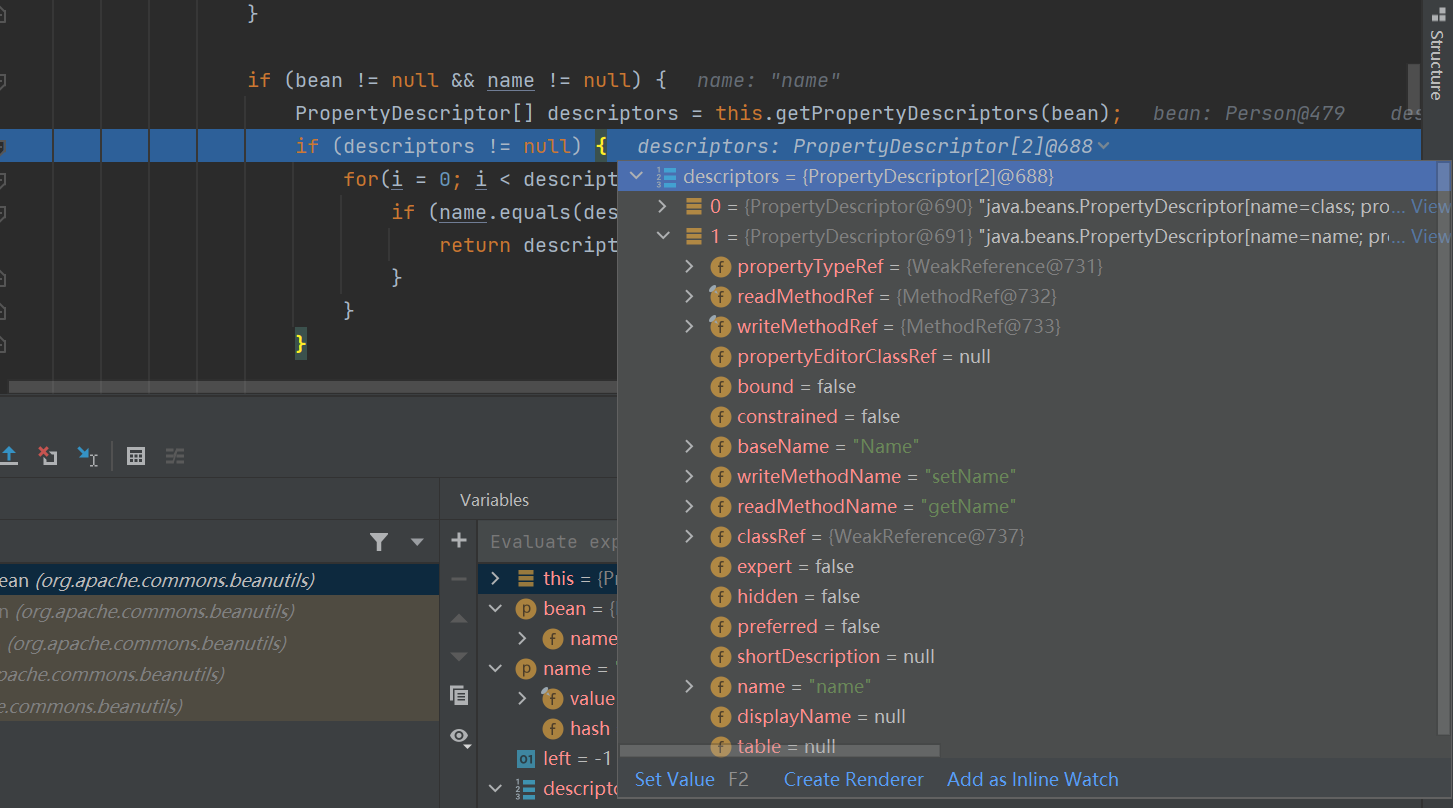 }
if (bean != null && name != null) {   name: "name"
PropertyDescriptor[] descriptors = this.getPropertyDescriptors(bean);   bean: Person@479   des
if (descriptors != null) {   descriptors: PropertyDescriptor[2]@688
for(i = 0; i < descript
if (name.equals(des
return descript
}
}
}
Structure
descriptors = {PropertyDescriptor[2]@688}
0 = {PropertyDescriptor@690} "java.beans.PropertyDescriptor[name=class; pro... View
1 = {PropertyDescriptor@691} "java.beans.PropertyDescriptor[name=name; pr... View
propertyTypeRef = {WeakReference@731}
readMethodRef = {MethodRef@732}
writeMethodRef = {MethodRef@733}
propertyEditorClassRef = null
bound = false
constrained = false
baseName = "Name"
writeMethodName = "setName"
readMethodName = "getName"
classRef = {WeakReference@737}
expert = false
hidden = false
preferred = false
shortDescription = null
name = "name"
displayName = null
table = null
Set Value F2 Create Renderer Add as Inline Watch
Variables
Evaluate exp
ean (org.apache.commons.beanutils)
n (org.apache.commons.beanutils)
(org.apache.commons.beanutils)
pache.commons.beanutils)
he.commons.beanutils)
this = {Pr
bean = {
name
name = "
value
hash
01 left = -1
descripto